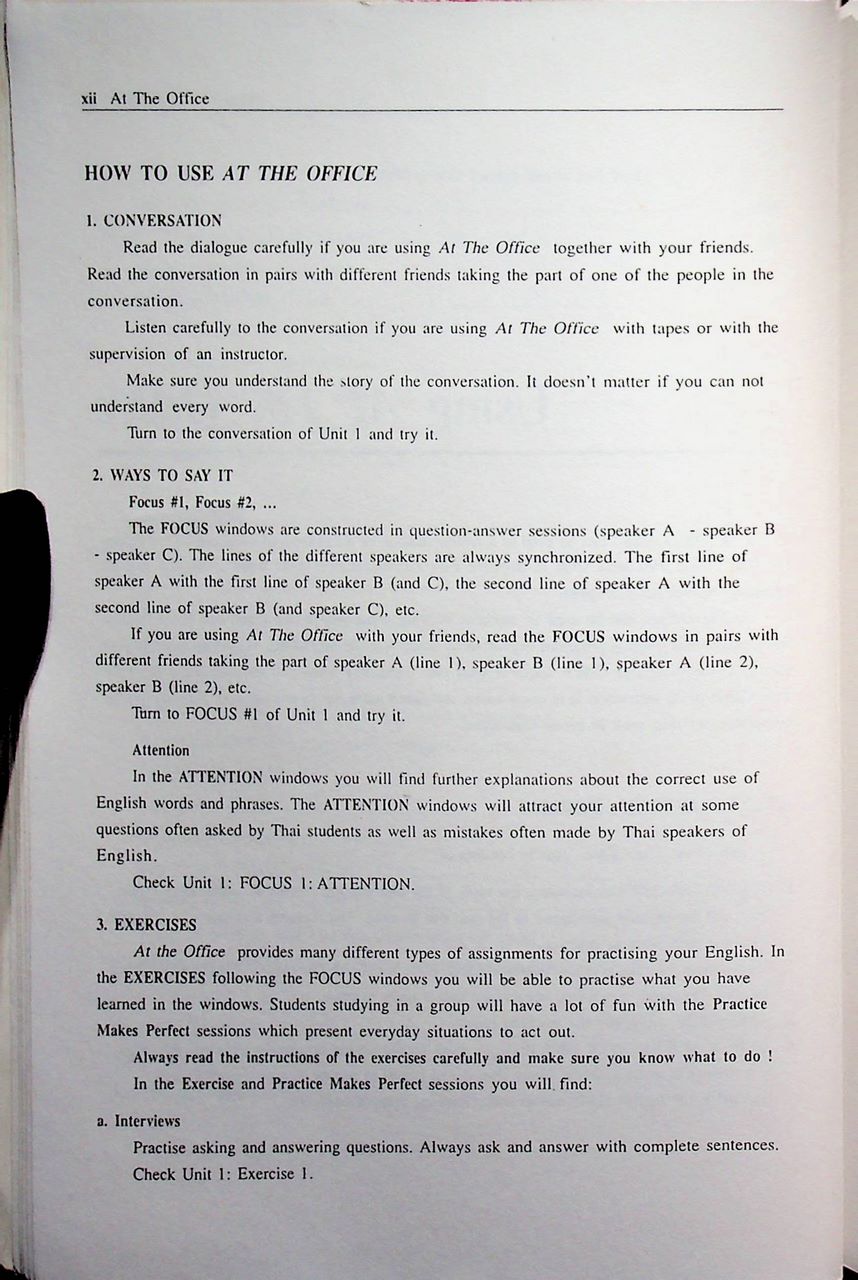 xii At The Office
HOW TO USE AT THE OFFICE
1. CONVERSATION
Read the dialogue carefully if you are using At The Office together with your friends.
Read the conversation in pairs with different friends taking the part of one of the people in the
conversation.
Listen carefully to the conversation if you are using At The Office with tapes or with the
supervision of an instructor.
Make sure you understand the story of the conversation. It doesn't matter if you can not
understand every word.
Turn to the conversation of Unit 1 and try it.
2. WAYS TO SAY IT
Focus #1, Focus #2, ...
The FOCUS windows are constructed in question-answer sessions (speaker A - speaker B
- speaker C). The lines of the different speakers are always synchronized. The first line of
speaker A with the first line of speaker B (and C), the second line of speaker A with the
second line of speaker B (and speaker C), etc.
If you are using At The Office with your friends, read the FOCUS windows in pairs with
different friends taking the part of speaker A (line 1), speaker B (line 1), speaker A (line 2),
speaker B (line 2), etc.
Turn to FOCUS #1 of Unit 1 and try it.
Attention
In the ATTENTION windows you will find further explanations about the correct use of
English words and phrases. The ATTENTION windows will attract your attention at some
questions often asked by Thai students as well as mistakes often made by Thai speakers of
English.
Check Unit 1: FOCUS 1: ATTENTION.
3. EXERCISES
At the Office provides many different types of assignments for practising your English. In
the EXERCISES following the FOCUS windows you will be able to practise what you have
learned in the windows. Students studying in a group will have a lot of fun with the Practice
Makes Perfect sessions which present everyday situations to act out.
Always read the instructions of the exercises carefully and make sure you know what to do !
In the Exercise and Practice Makes Perfect sessions you will find:
a. Interviews
Practise asking and answering questions. Always ask and answer with complete sentences.
Check Unit 1: Exercise 1.